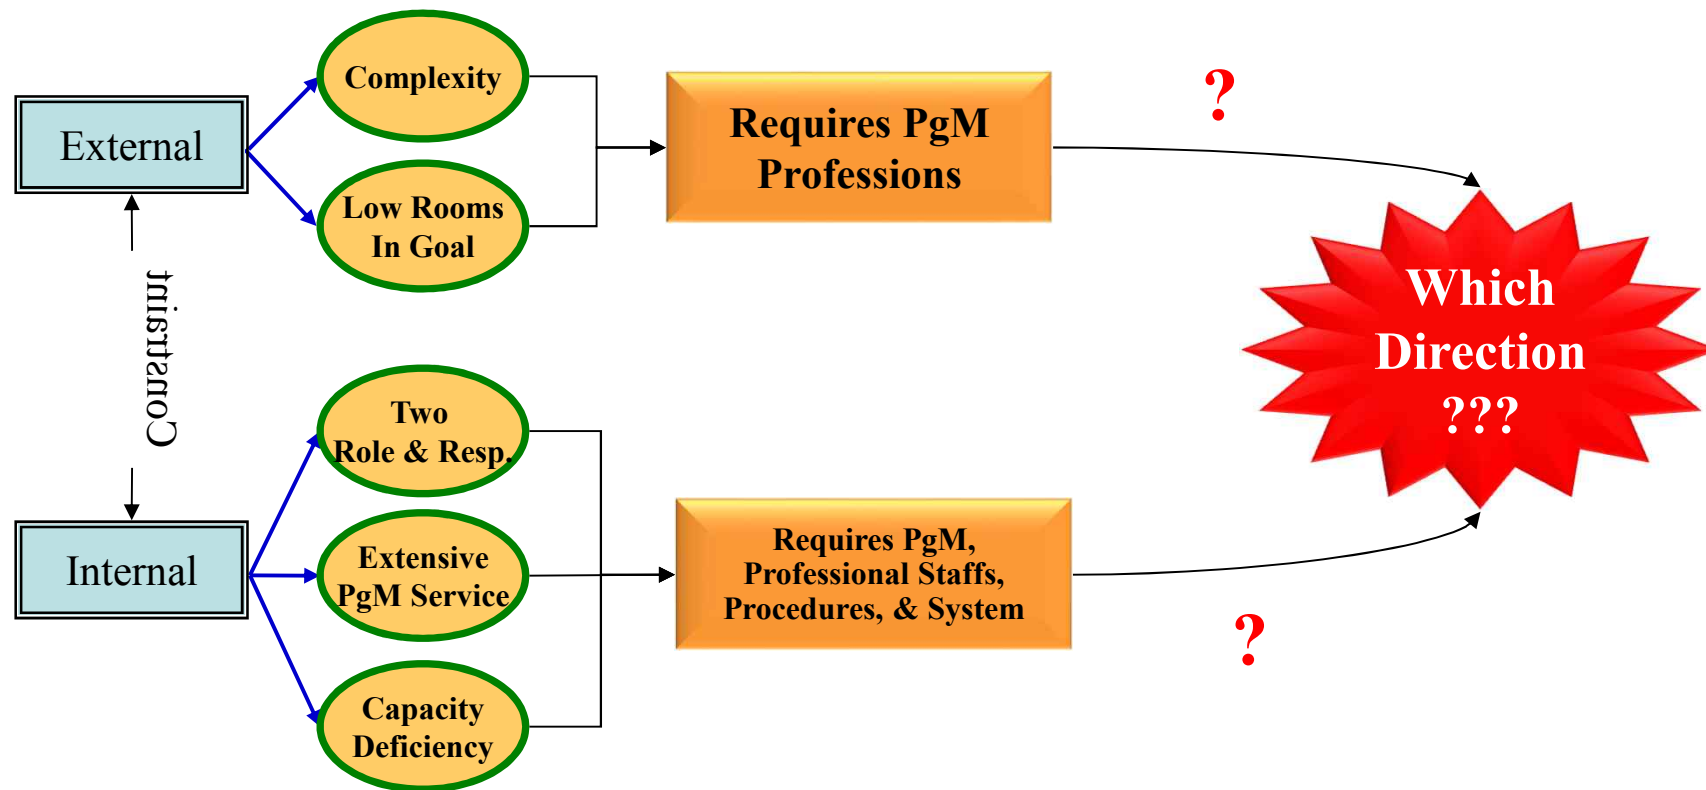 External
Complexity
Low Rooms
In Goal
Requires PgM
Professions
?
Constraint
Which
Direction
???
Internal
Two
Role & Resp.
Extensive
PgM Service
Capacity
Deficiency
Requires PgM,
Professional Staffs,
Procedures, & System
?